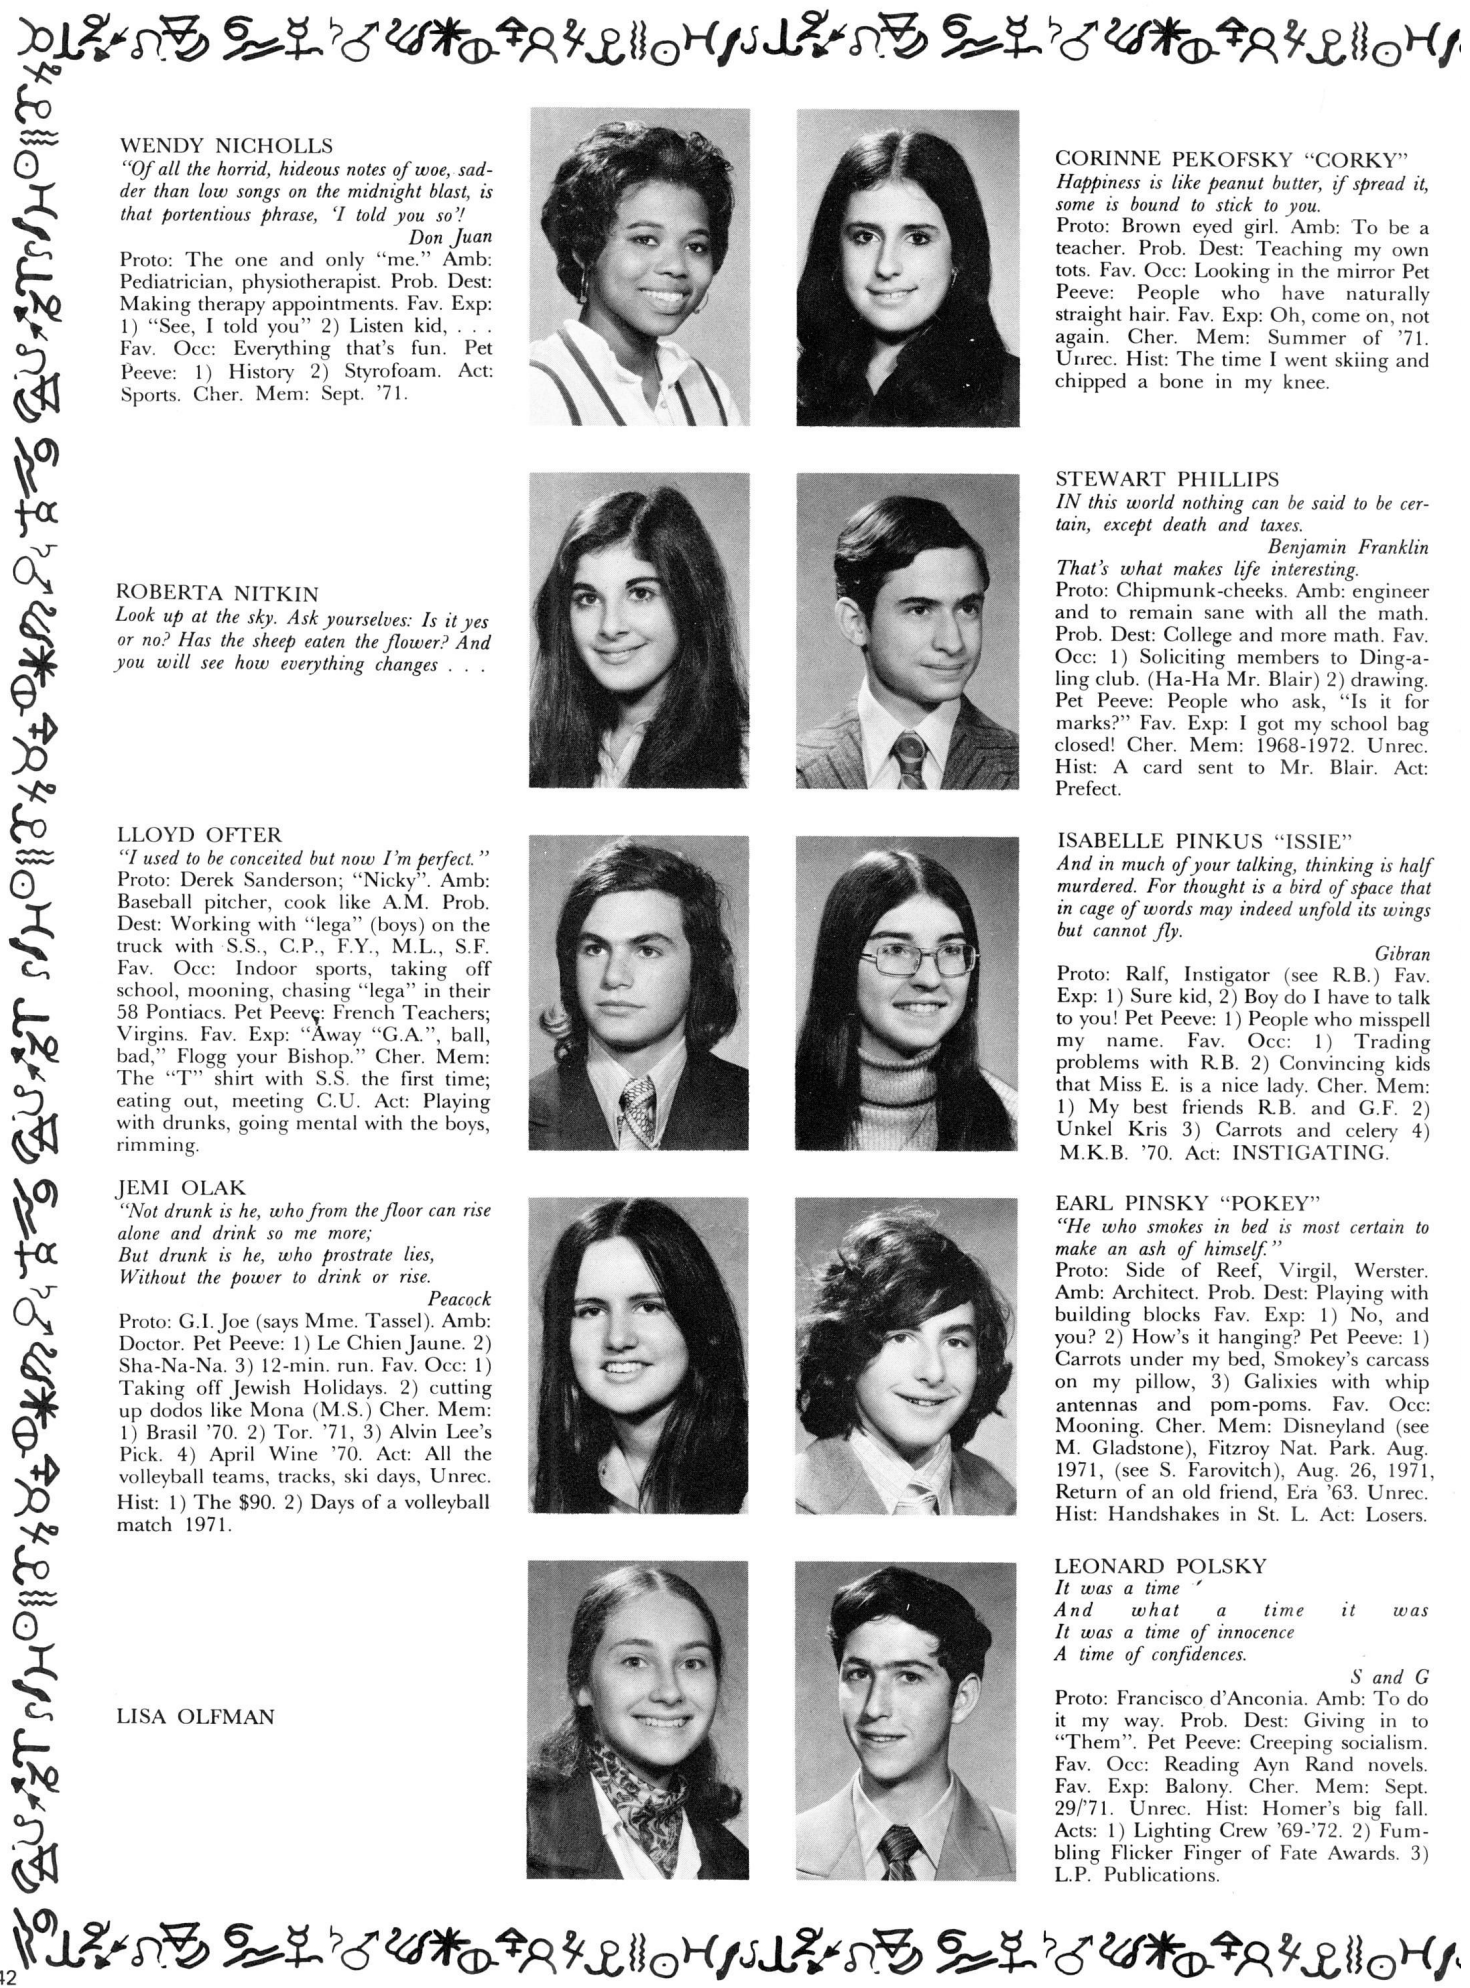 WENDY NICHOLLS
"Of all the horrid, hideous notes of woe, sad-
der than low songs on the midnight blast, is
that portentious phrase, 'I told you so'!
Don Juan
Proto: The one and only "me." Amb:
Pediatrician, physiotherapist. Prob. Dest:
Making therapy appointments. Fav. Exp:
1) "See, I told you" 2) Listen kid, . . .
Fav. Occ: Everything that's fun. Pet
Peeve: 1) History 2) Styrofoam. Act:
Sports. Cher. Mem: Sept. '71.
ROBERTA NITKIN
Look up at the sky. Ask yourselves: Is it yes
or no? Has the sheep eaten the flower? And
you will see how everything changes . . .
LLOYD OFTER
"I used to be conceited but now I'm perfect."
Proto: Derek Sanderson; "Nicky". Amb:
Baseball pitcher, cook like A.M. Prob.
Dest: Working with "lega" (boys) on the
truck with S.S., C.P., F.Y., M.L., S.F.
Fav. Occ: Indoor sports, taking off
school, mooning, chasing "lega" in their
58 Pontiacs. Pet Peeve: French Teachers;
Virgins. Fav. Exp: "Away "G.A.", ball,
bad," Flogg your Bishop." Cher. Mem:
The "T" shirt with S.S. the first time;
eating out, meeting C.U. Act: Playing
with drunks, going mental with the boys,
rimming.
JEMI OLAK
"Not drunk is he, who from the floor can rise
alone and drink so me more;
But drunk is he, who prostrate lies,
Without the power to drink or rise.
Peacock
Proto: G.I. Joe (says Mme. Tassel). Amb:
Doctor. Pet Peeve: 1) Le Chien Jaune. 2)
Sha-Na-Na. 3) 12-min. run. Fav. Occ: 1)
Taking off Jewish Holidays. 2) cutting
up dodos like Mona (M.S.) Cher. Mem:
1) Brasil '70. 2) Tor. '71, 3) Alvin Lee's
Pick. 4) April Wine '70. Act: All the
volleyball teams, tracks, ski days, Unrec.
Hist: 1) The $90. 2) Days of a volleyball
match 1971.
LISA OLFMAN
CORINNE PEKOFSKY "CORKY"
Happiness is like peanut butter, if spread it,
some is bound to stick to you.
Proto: Brown eyed girl. Amb: To be a
teacher. Prob. Dest: Teaching my own
tots. Fav. Occ: Looking in the mirror Pet
Peeve: People who have naturally
straight hair. Fav. Exp: Oh, come on, not
again. Cher. Mem: Summer of '71.
Unrec. Hist: The time I went skiing and
chipped a bone in my knee.
STEWART PHILLIPS
IN this world nothing can be said to be cer-
tain, except death and taxes.
Benjamin Franklin
That's what makes life interesting.
Proto: Chipmunk-cheeks. Amb: engineer
and to remain sane with all the math.
Prob. Dest: College and more math. Fav.
Occ: 1) Soliciting members to Ding-a-
ling club. (Ha-Ha Mr. Blair) 2) drawing.
Pet Peeve: People who ask, "Is it for
marks?" Fav. Exp: I got my school bag
closed! Cher. Mem: 1968-1972. Unrec.
Hist: A card sent to Mr. Blair. Act:
Prefect.
ISABELLE PINKUS "ISSIE"
And in much of your talking, thinking is half
murdered. For thought is a bird of space that
in cage of words may indeed unfold its wings
but cannot fly.
Gibran
Proto: Ralf, Instigator (see R.B.) Fav.
Exp: 1) Sure kid, 2) Boy do I have to talk
to you! Pet Peeve: 1) People who misspell
my name. Fav. Occ: 1) Trading
problems with R.B. 2) Convincing kids
that Miss E. is a nice lady. Cher. Mem:
1) My best friends R.B. and G.F. 2)
Unkel Kris 3) Carrots and celery 4)
M.K.B. '70. Act: INSTIGATING.
EARL PINSKY "POKEY"
"He who smokes in bed is most certain to
make an ash of himself."
Proto: Side of Reef, Virgil, Werster.
Amb: Architect. Prob. Dest: Playing with
building blocks Fav. Exp: 1) No, and
you? 2) How's it hanging? Pet Peeve: 1)
Carrots under my bed, Smokey's carcass
on my pillow, 3) Galixies with whip
antennas and pom-poms. Fav. Occ:
Mooning. Cher. Mem: Disneyland (see
M. Gladstone), Fitzroy Nat. Park. Aug.
1971, (see S. Farovitch), Aug. 26, 1971,
Return of an old friend, Era '63. Unrec.
Hist: Handshakes in St. L. Act: Losers.
LEONARD POLSKY
It was a time
And what a time it was
It was a time of innocence
A time of confidences.
S and G
Proto: Francisco d'Anconia. Amb: To do
it my way. Prob. Dest: Giving in to
"Them". Pet Peeve: Creeping socialism.
Fav. Occ: Reading Ayn Rand novels.
Fav. Exp: Balony. Cher. Mem: Sept.
29/'71. Unrec. Hist: Homer's big fall.
Acts: 1) Lighting Crew '69-'72. 2) Fum-
bling Flicker Finger of Fate Awards. 3)
L.P. Publications.
42